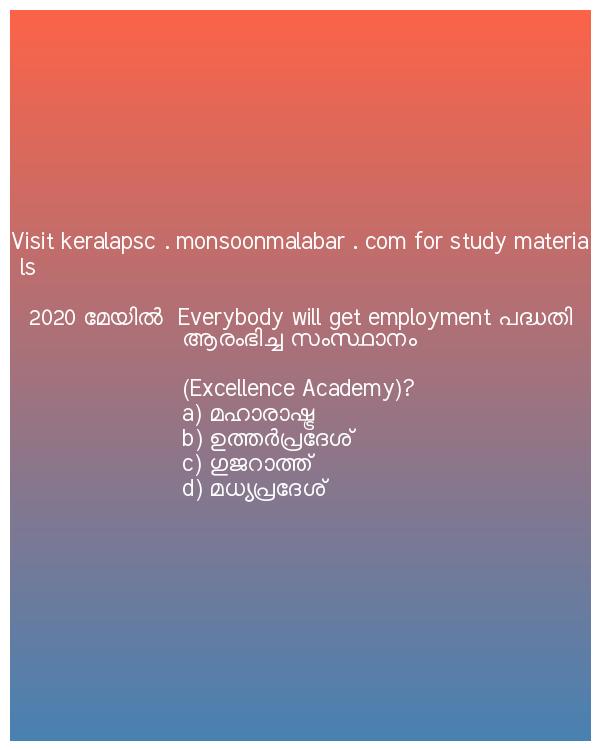 Visit keralapsc . monsoonmalabar . com for study materia
ls
2020 മേയിൽ  Everybody will get employment പദ്ധതി
ആരംഭിച്ച സംസ്ഥാനം
(Excellence Academy)?
a) മഹാരാഷ്ട്ര
b) ഉത്തർപ്രദേശ്
c) ഗുജറാത്ത്
d) മധ്യപ്രദേശ്